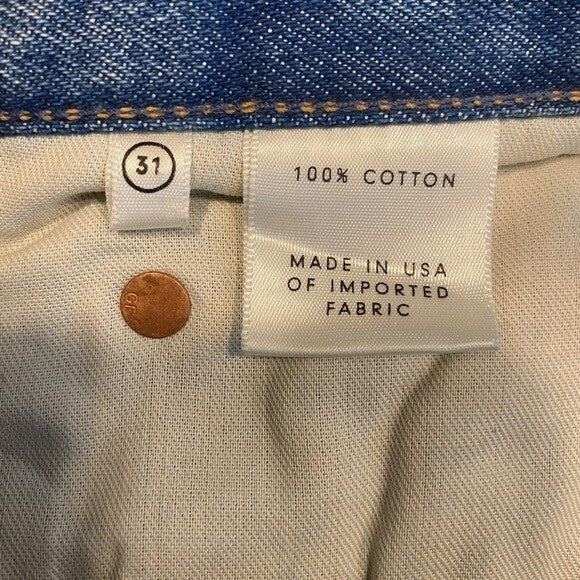 31
100% COTTON
MADE IN USA
OF IMPORTED
FABRIC